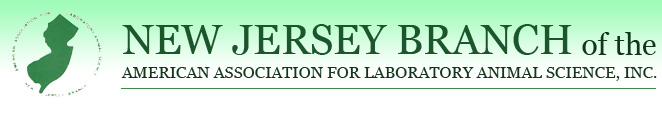 NEW JERSEY BRANCH of the
AMERICAN ASSOCIATION FOR LABORATORY ANIMAL SCIENCE, INC.